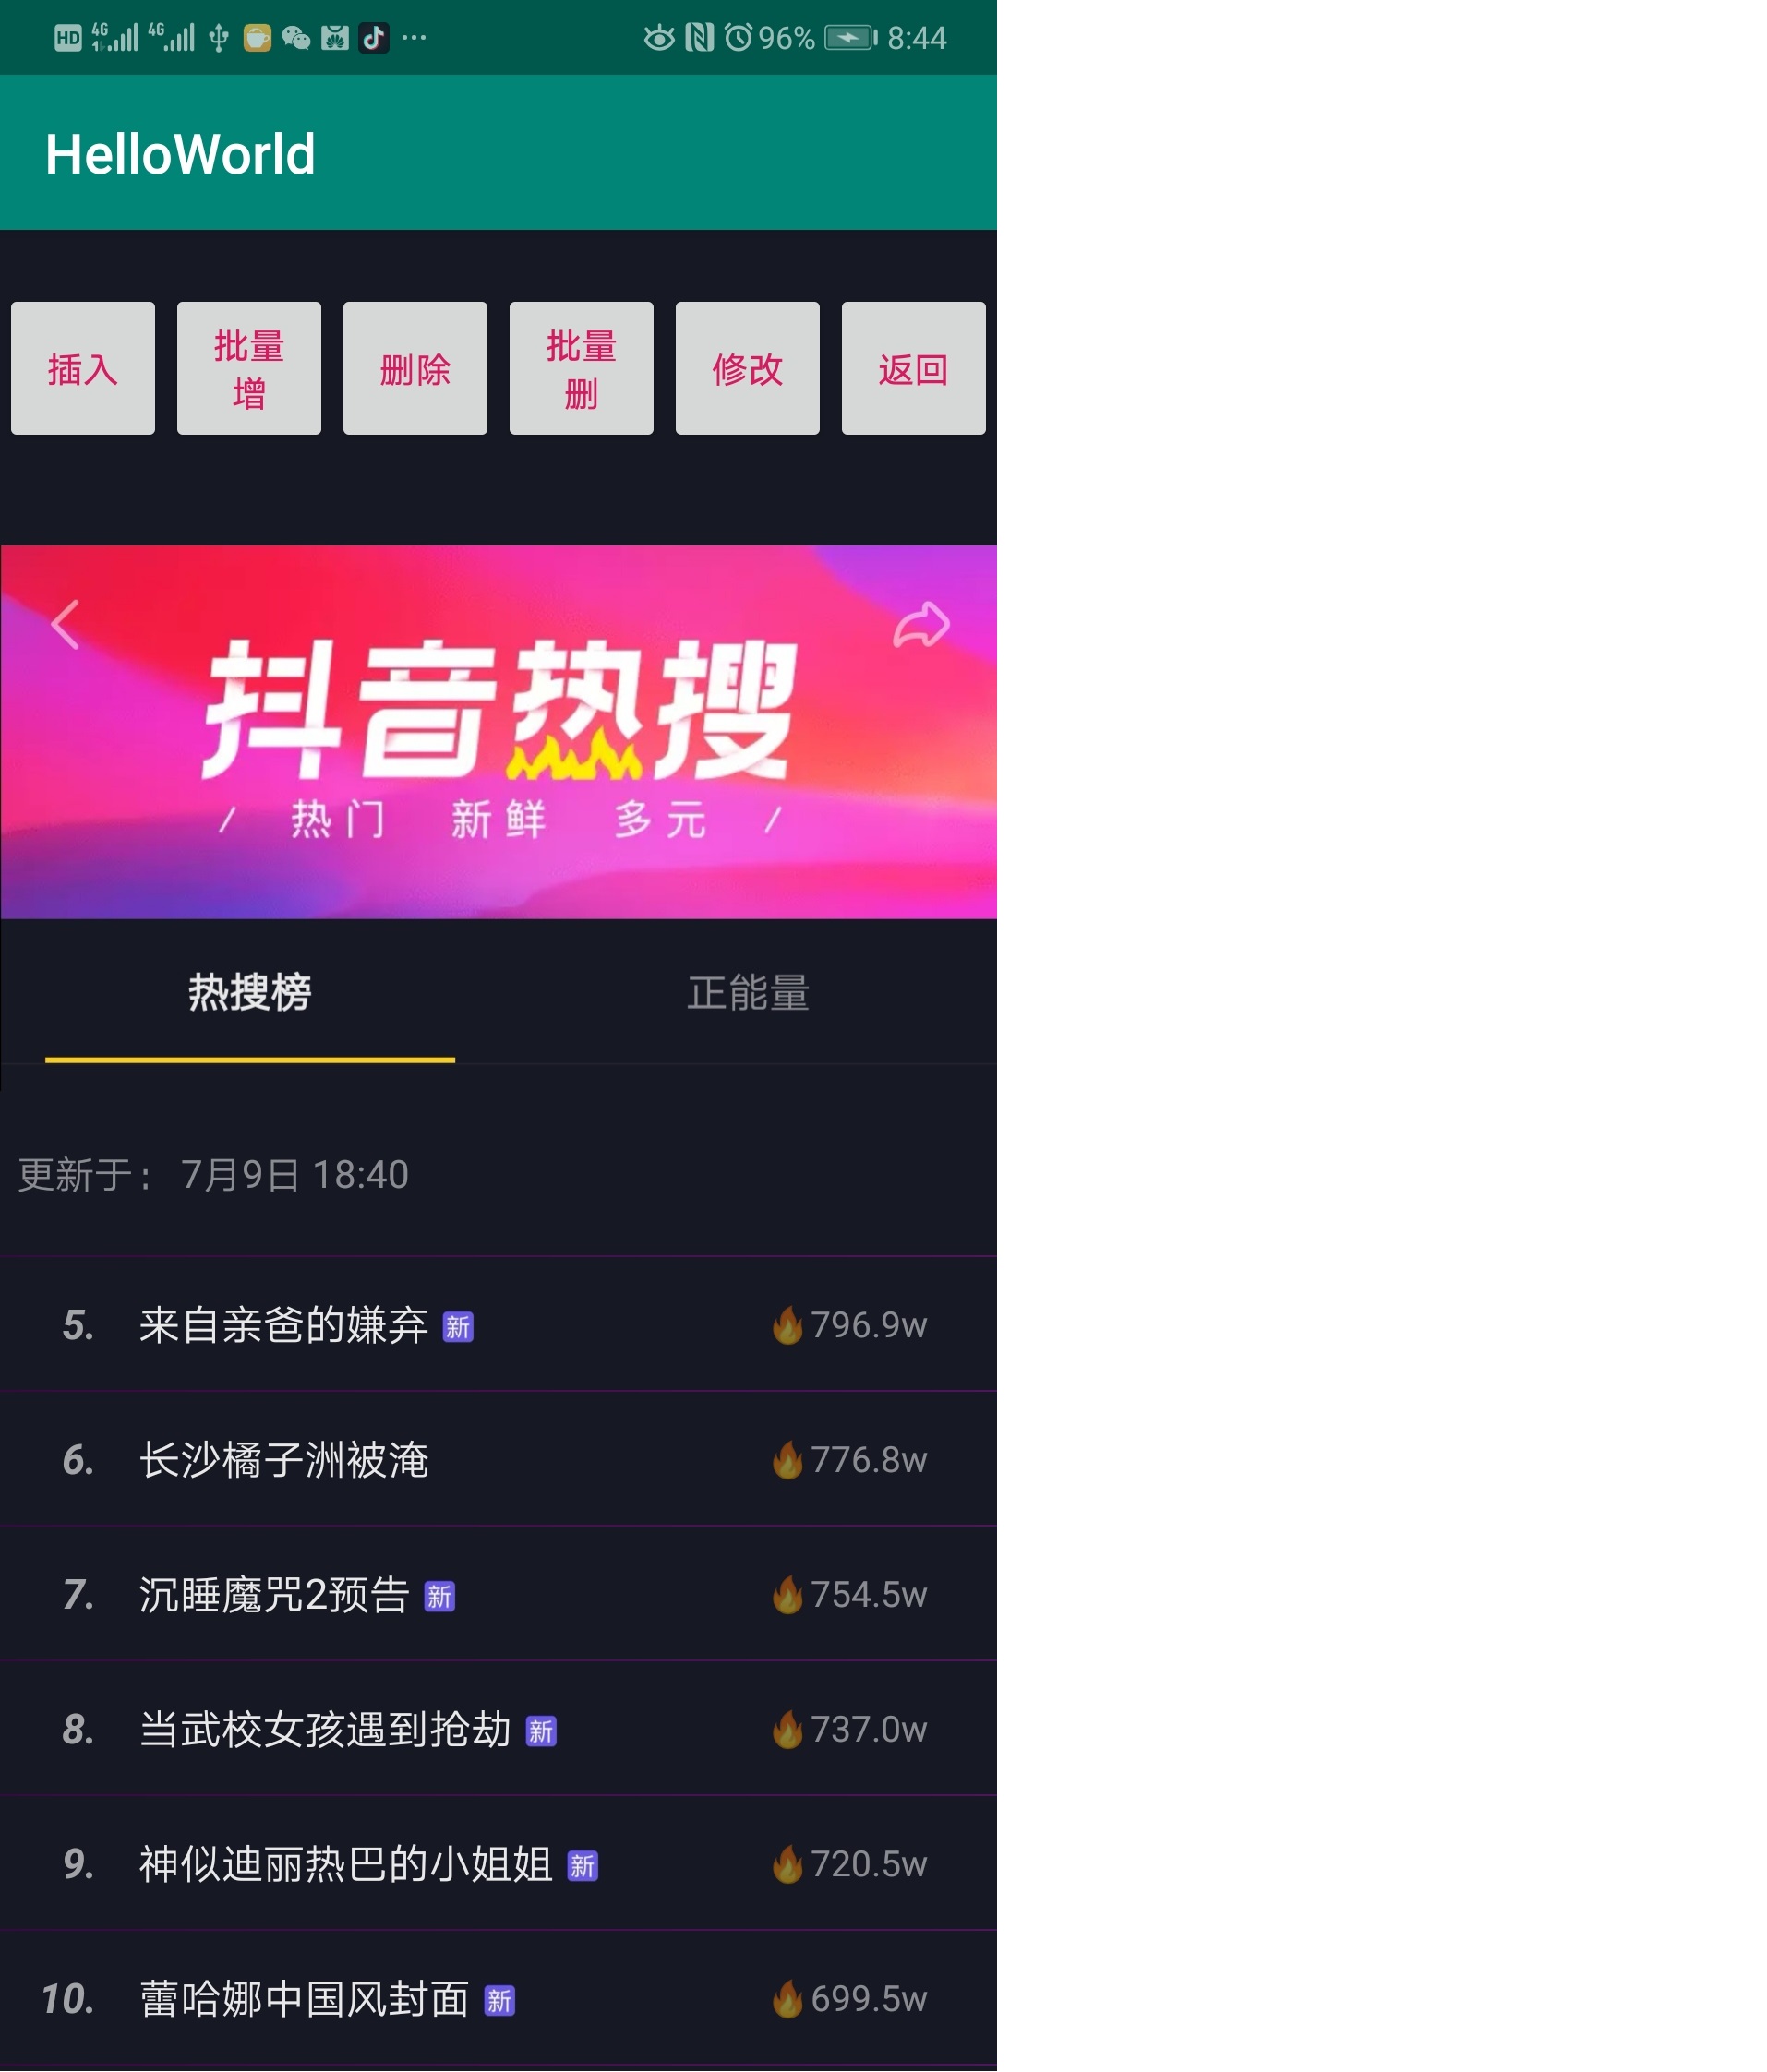 HD 4G 4G 96% 8:44
HelloWorld
插入 批量增 删除 批量删 修改 返回
抖音热搜
/ 热门 新鲜 多元 /
热搜榜 正能量
更新于： 7月9日 18:40
5. 来自亲爸的嫌弃 新 796.9w
6. 长沙橘子洲被淹 776.8w
7. 沉睡魔咒2预告 新 754.5w
8. 当武校女孩遇到抢劫 新 737.0w
9. 神似迪丽热巴的小姐姐 新 720.5w
10. 蕾哈娜中国风封面 新 699.5w